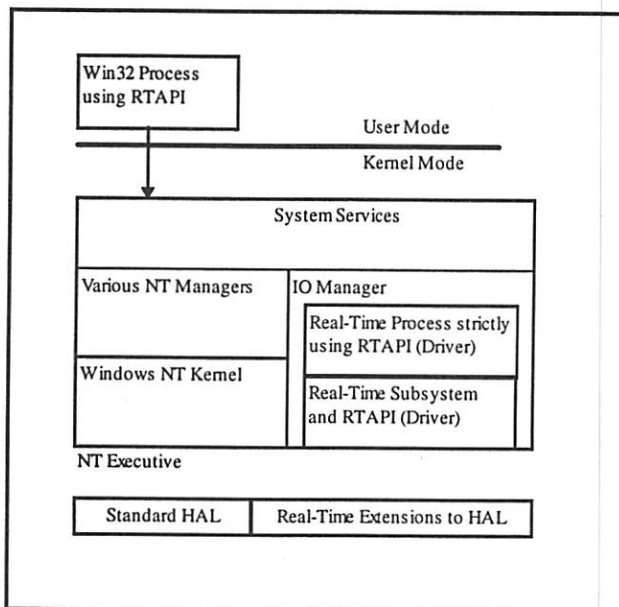 Win32 Process
using RTAPI
User Mode
Kernel Mode
System Services
Various NT Managers
IO Manager
Real-Time Process strictly
using RTAPI (Driver)
Windows NT Kernel
Real-Time Subsystem
and RTAPI (Driver)
NT Executive
Standard HAL
Real-Time Extensions to HAL